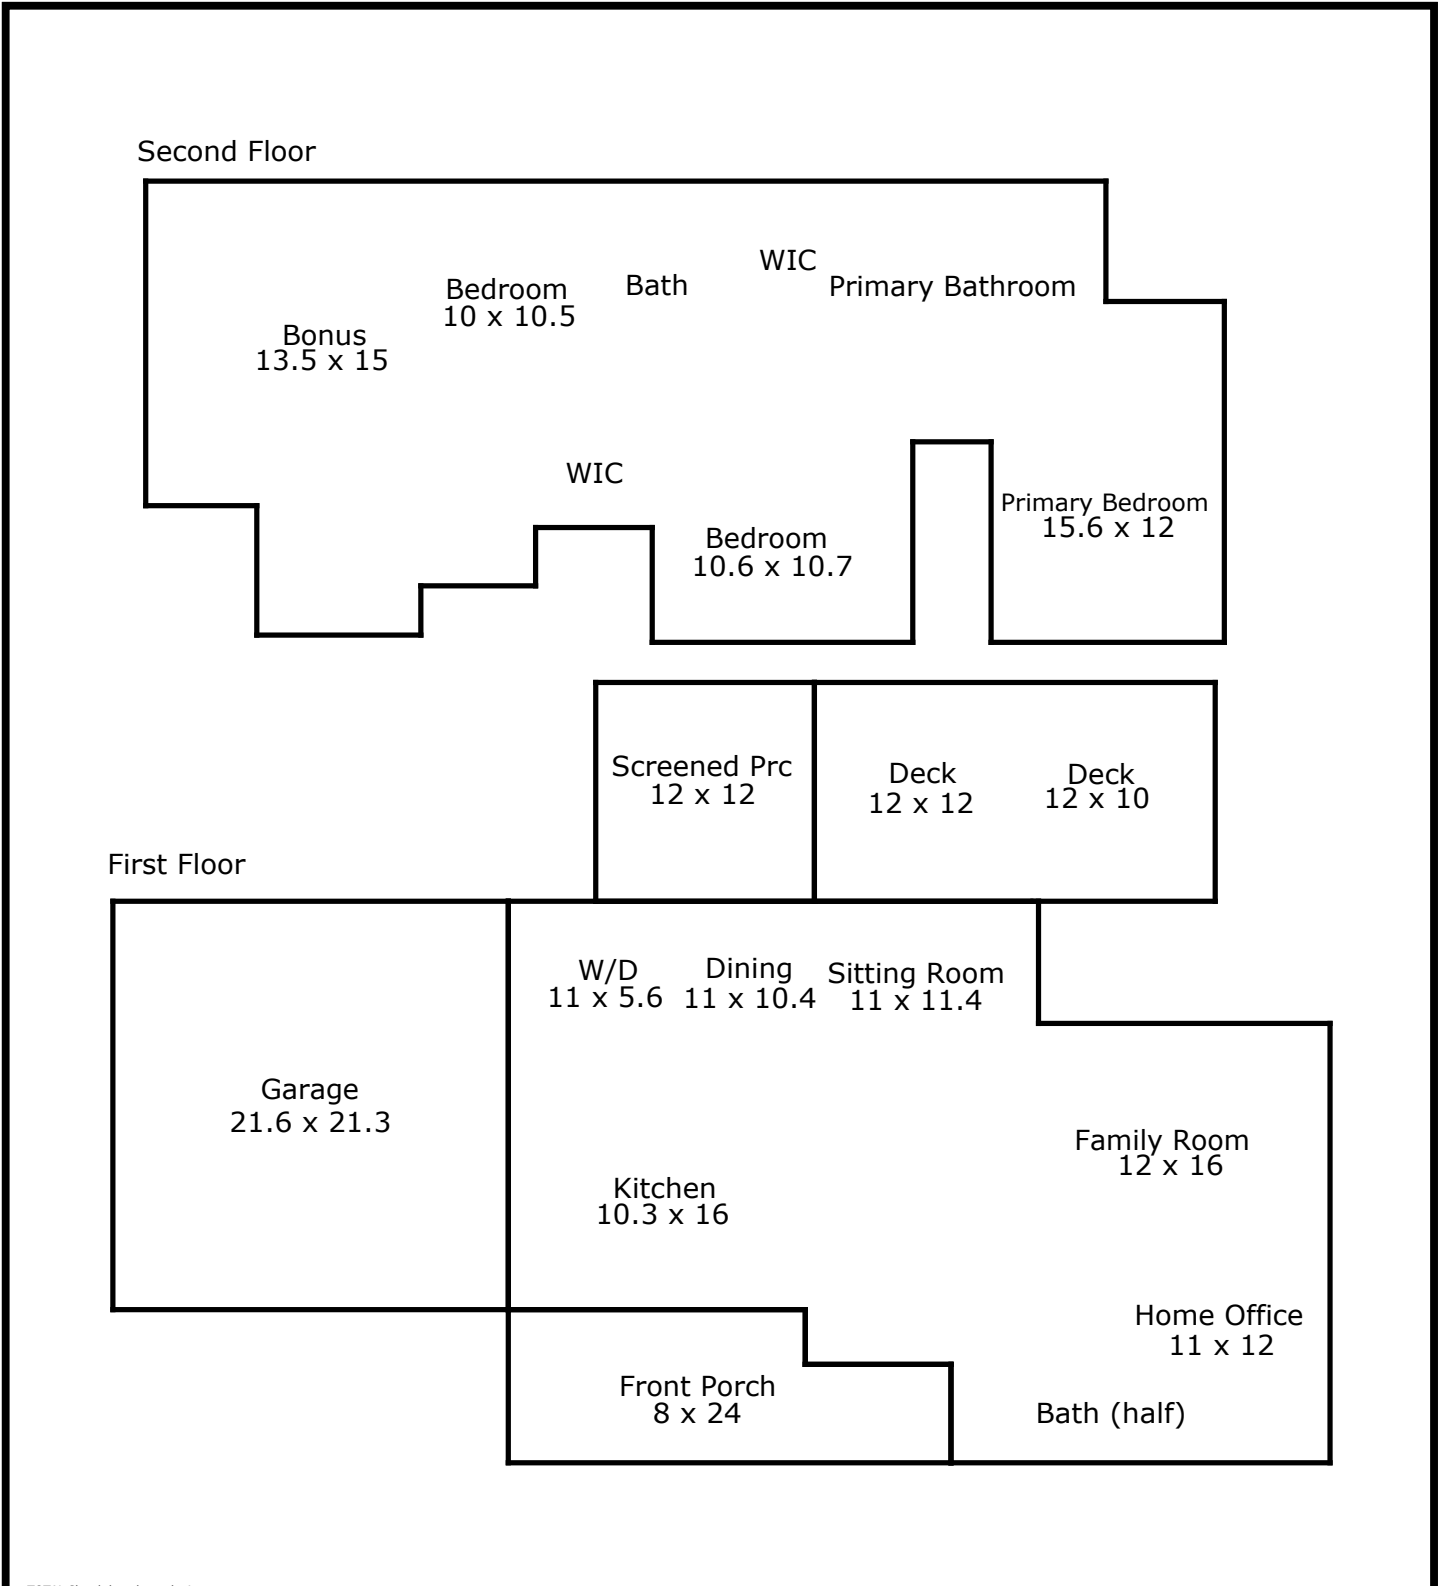 Second Floor
WIC
Bedroom
10 x 10.5
Bath
Primary Bathroom
Bonus
13.5 x 15
WIC
Primary Bedroom
15.6 x 12
Bedroom
10.6 x 10.7
Screened Prc
12 x 12
Deck
12 x 12
Deck
12 x 10
First Floor
W/D
11 x 5.6
Dining
11 x 10.4
Sitting Room
11 x 11.4
Garage
21.6 x 21.3
Family Room
12 x 16
Kitchen
10.3 x 16
Home Office
11 x 12
Front Porch
8 x 24
Bath (half)